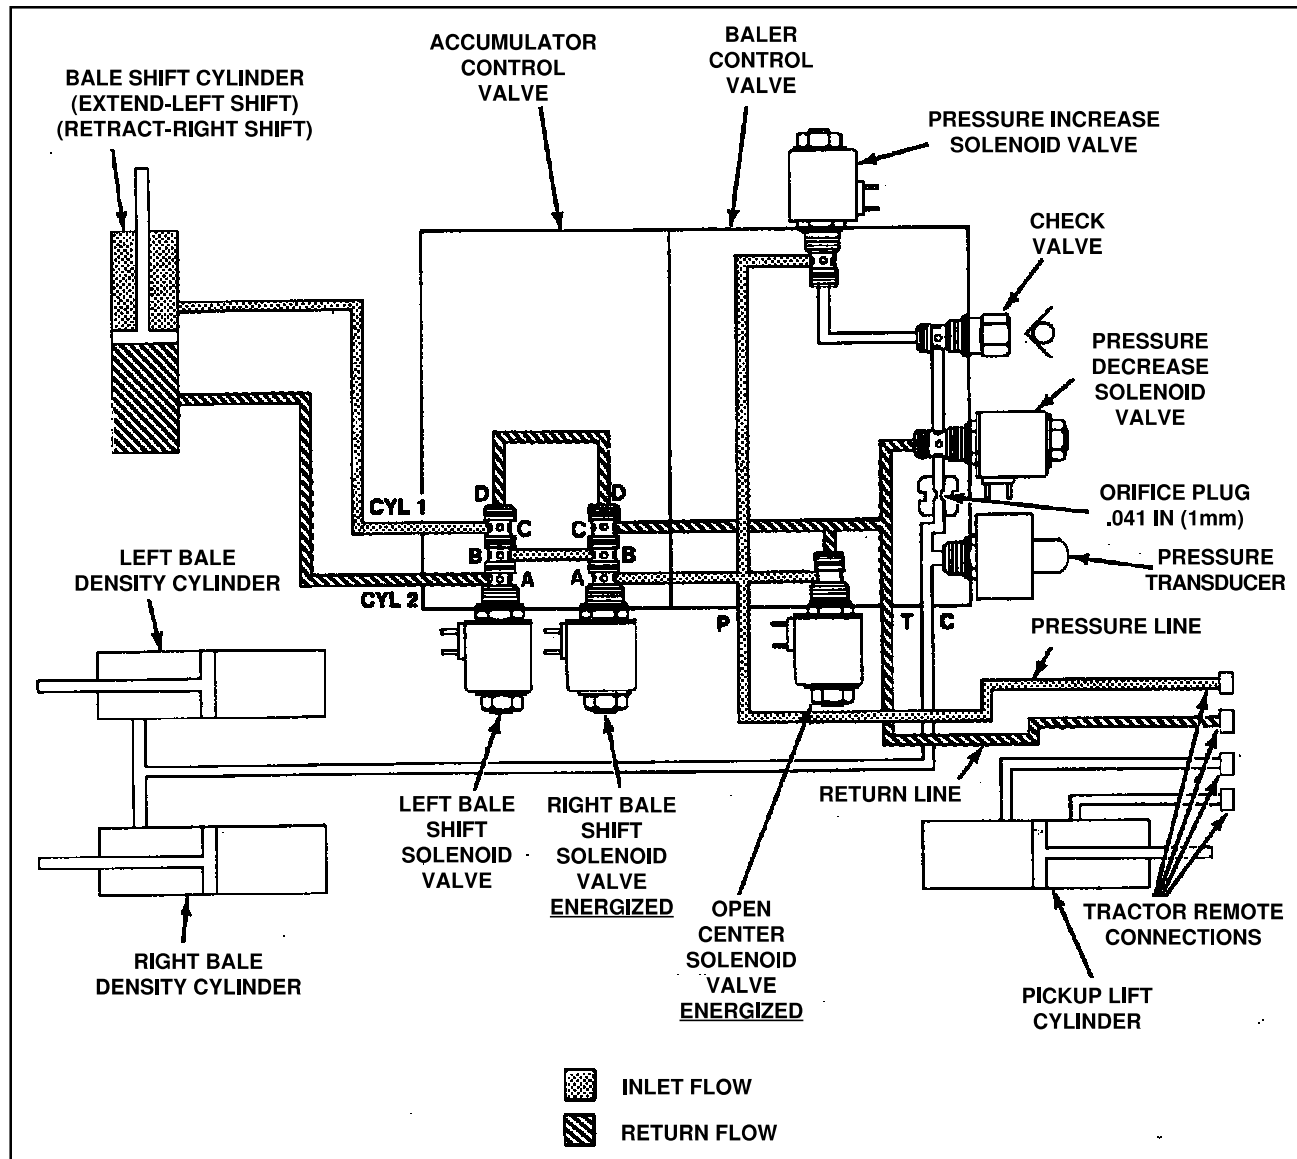 ACCUMULATOR
CONTROL
VALVE
BALER
CONTROL
VALVE
BALE SHIFT CYLINDER
(EXTEND-LEFT SHIFT)
(RETRACT-RIGHT SHIFT)
PRESSURE INCREASE
SOLENOID VALVE
CHECK
VALVE
PRESSURE
DECREASE
SOLENOID
VALVE
ORIFICE PLUG
.041 IN (1mm)
PRESSURE
TRANSDUCER
D
D
CYL 1
C
C
B
B
A
A
CYL 2
P
T
C
LEFT BALE
DENSITY CYLINDER
PRESSURE LINE
RETURN LINE
LEFT BALE
SHIFT
SOLENOID
VALVE
RIGHT BALE
SHIFT
SOLENOID
VALVE
ENERGIZED
OPEN
CENTER
SOLENOID
VALVE
ENERGIZED
TRACTOR REMOTE
CONNECTIONS
RIGHT BALE
DENSITY CYLINDER
PICKUP LIFT
CYLINDER
INLET FLOW
RETURN FLOW